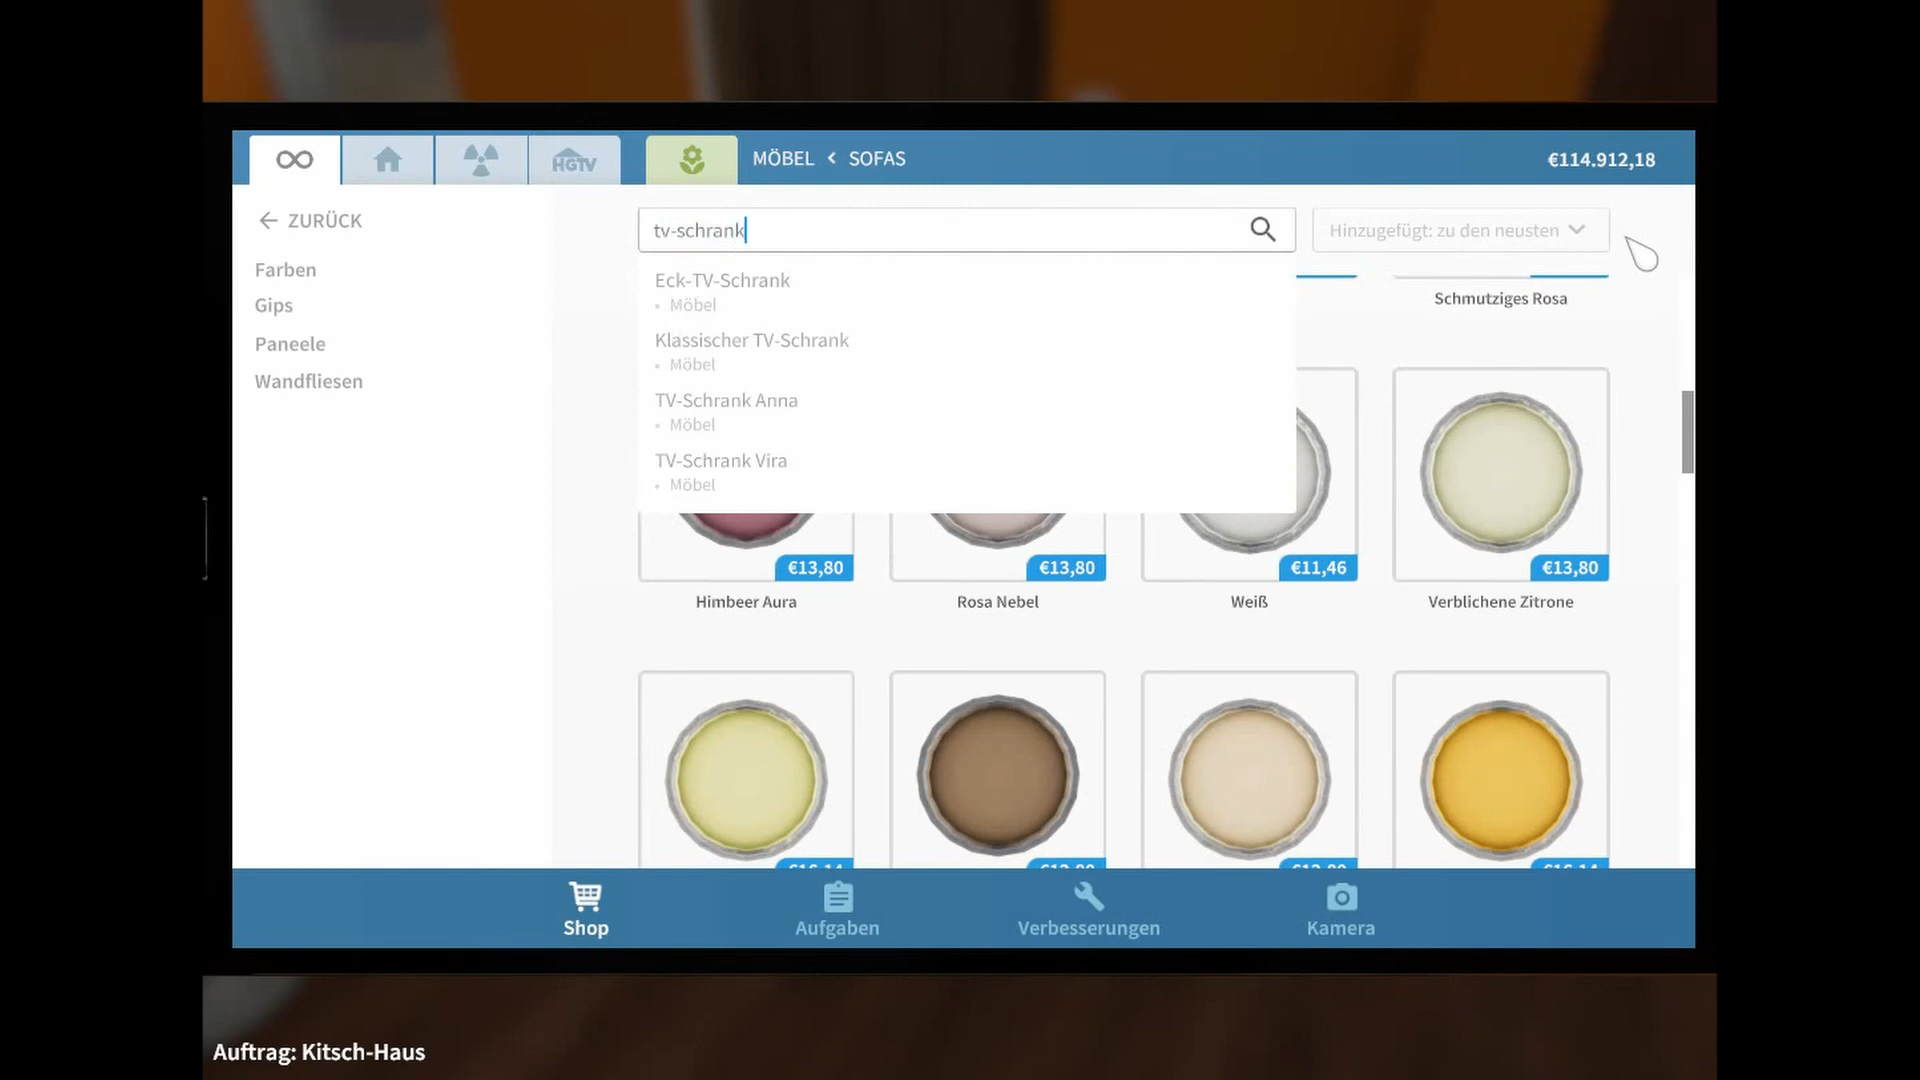 HGTV
MÖBEL < SOFAS
€114.912,18
ZURÜCK
Farben
Gips
Paneele
Wandfliesen
tv-schrank
Hinzugefügt: zu den neusten
Eck-TV-Schrank
• Möbel
Klassischer TV-Schrank
• Möbel
TV-Schrank Anna
• Möbel
TV-Schrank Vira
• Möbel
Schmutziges Rosa
€13,80
€13,80
€11,46
€13,80
Himbeer Aura
Rosa Nebel
Weiß
Verblichene Zitrone
Shop
Aufgaben
Verbesserungen
Kamera
Auftrag: Kitsch-Haus